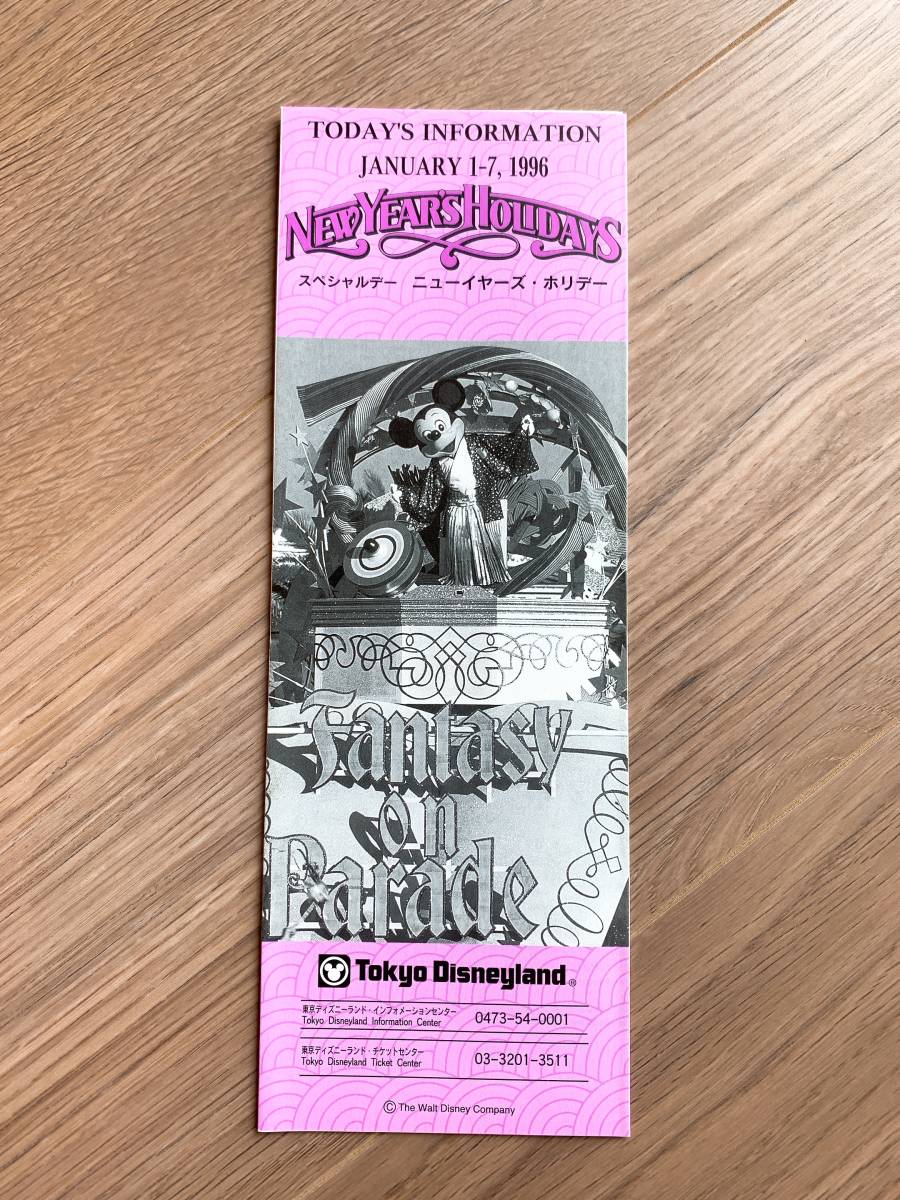 TODAY'S INFORMATION
JANUARY 1-7, 1996
NEW YEAR'S HOLIDAYS
スペシャルデー ニューイヤーズ・ホリデー
Fantasy
on
Parade
Tokyo Disneyland®
東京ディズニーランド・インフォメーションセンター
Tokyo Disneyland Information Center 0473-54-0001
東京ディズニーランド・チケットセンター
Tokyo Disneyland Ticket Center 03-3201-3511
© The Walt Disney Company